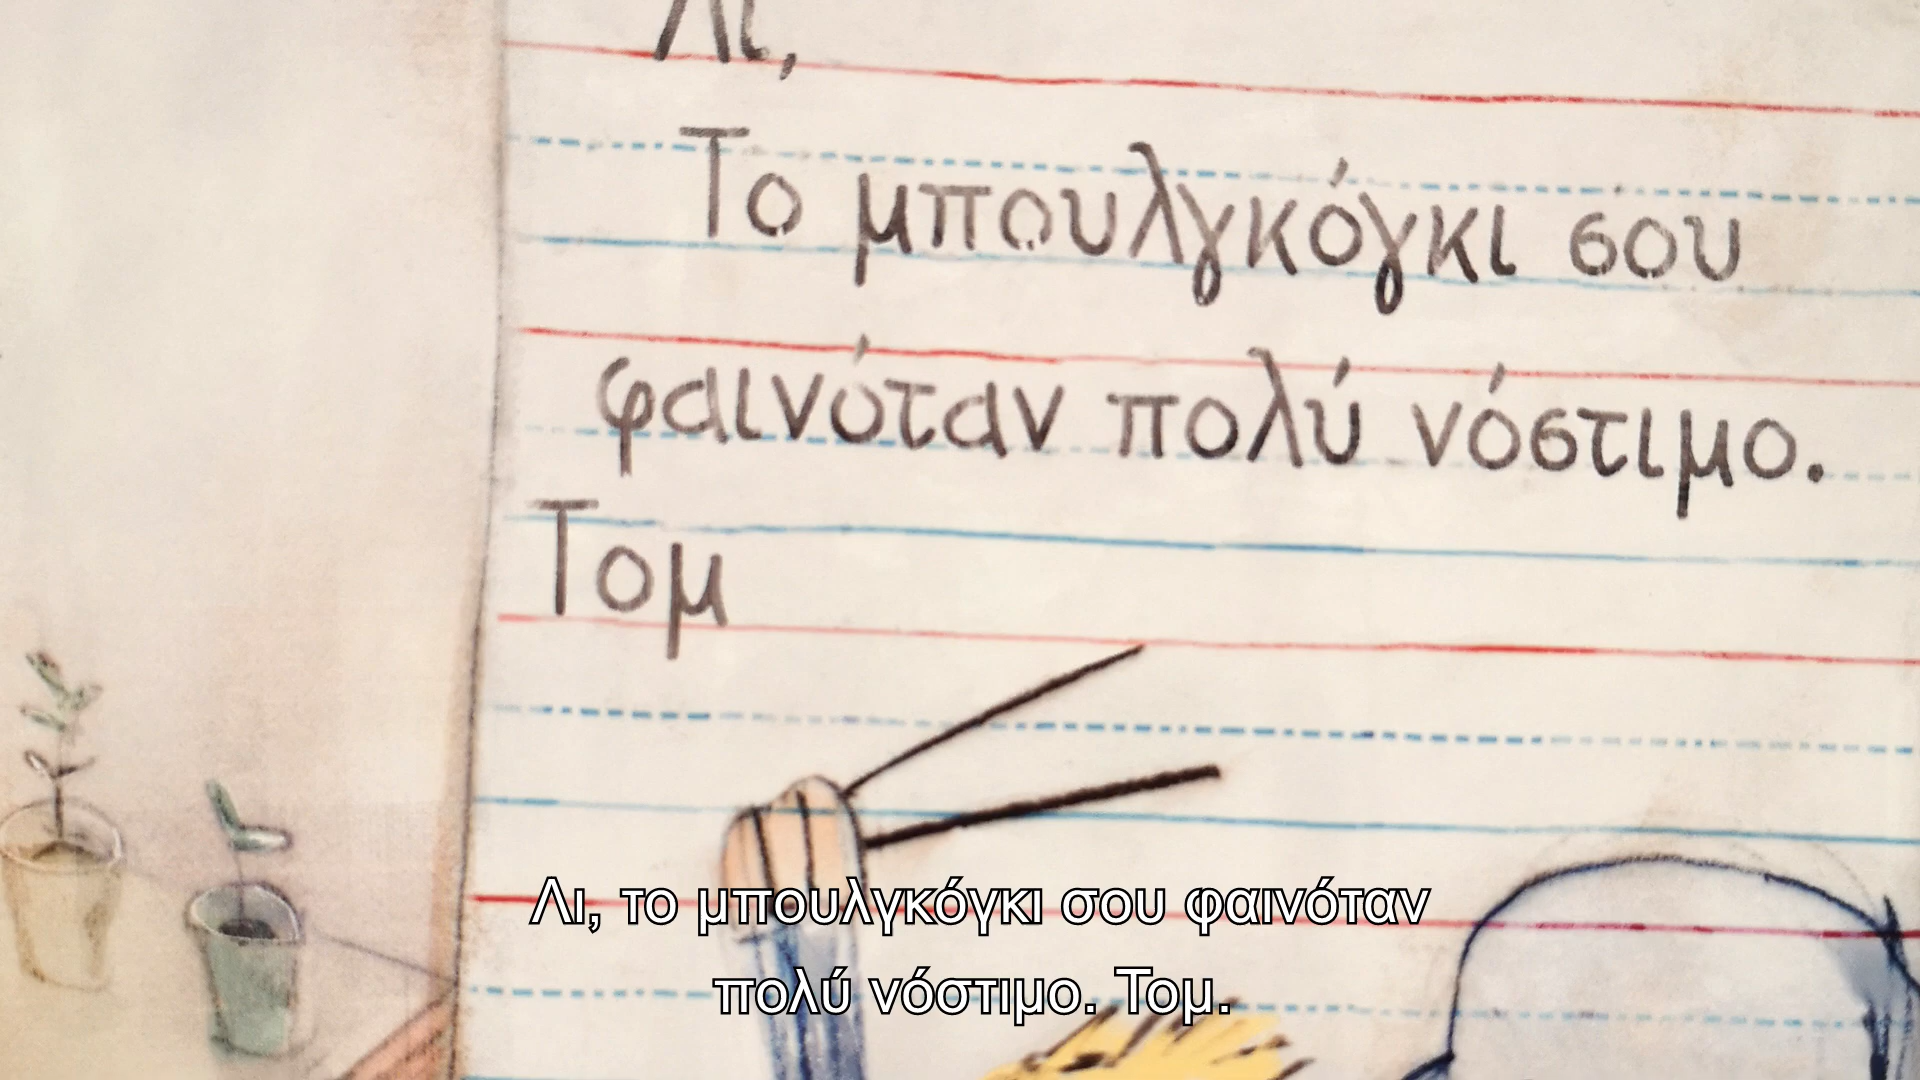 Λι,
Το μπουλγκόγκι σου
φαινόταν πολύ νόστιμο.
Τομ
Λι, το μπουλγκόγκι σου φαινόταν
πολύ νόστιμο. Τομ.